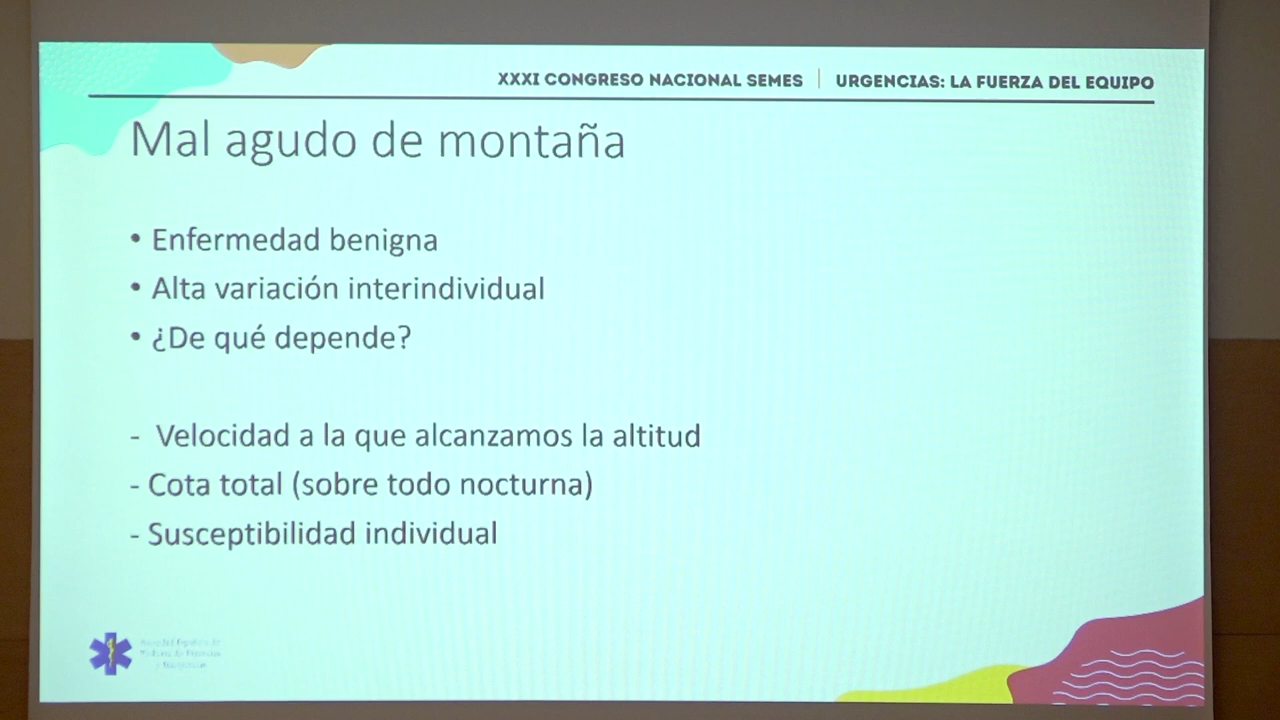 XXXI CONGRESO NACIONAL SEMES | URGENCIAS: LA FUERZA DEL EQUIPO
Mal agudo de montaña
• Enfermedad benigna
• Alta variación interindividual
• ¿De qué depende?
- Velocidad a la que alcanzamos la altitud
- Cota total (sobre todo nocturna)
- Susceptibilidad individual